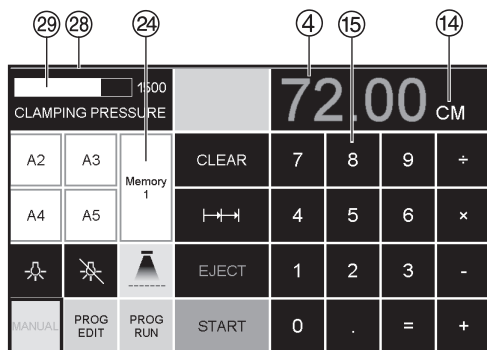 29 28 24 4 15 14
1500
CLAMPING PRESSURE
72.00 CM
A2 A3 Memory 1 CLEAR 7 8 9 ÷
A4 A5 4 5 6 ×
EJECT 1 2 3 -
MANUAL PROG EDIT PROG RUN START 0 . = +